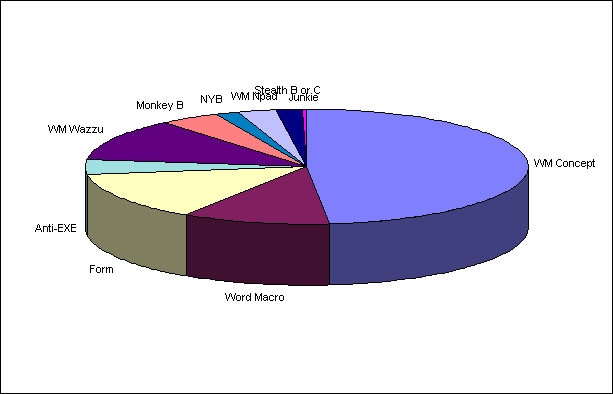 Stealth B or C
WM Npad
Junkie
NYB
Monkey B
WM Wazzu
WM Concept
Anti-EXE
Form
Word Macro